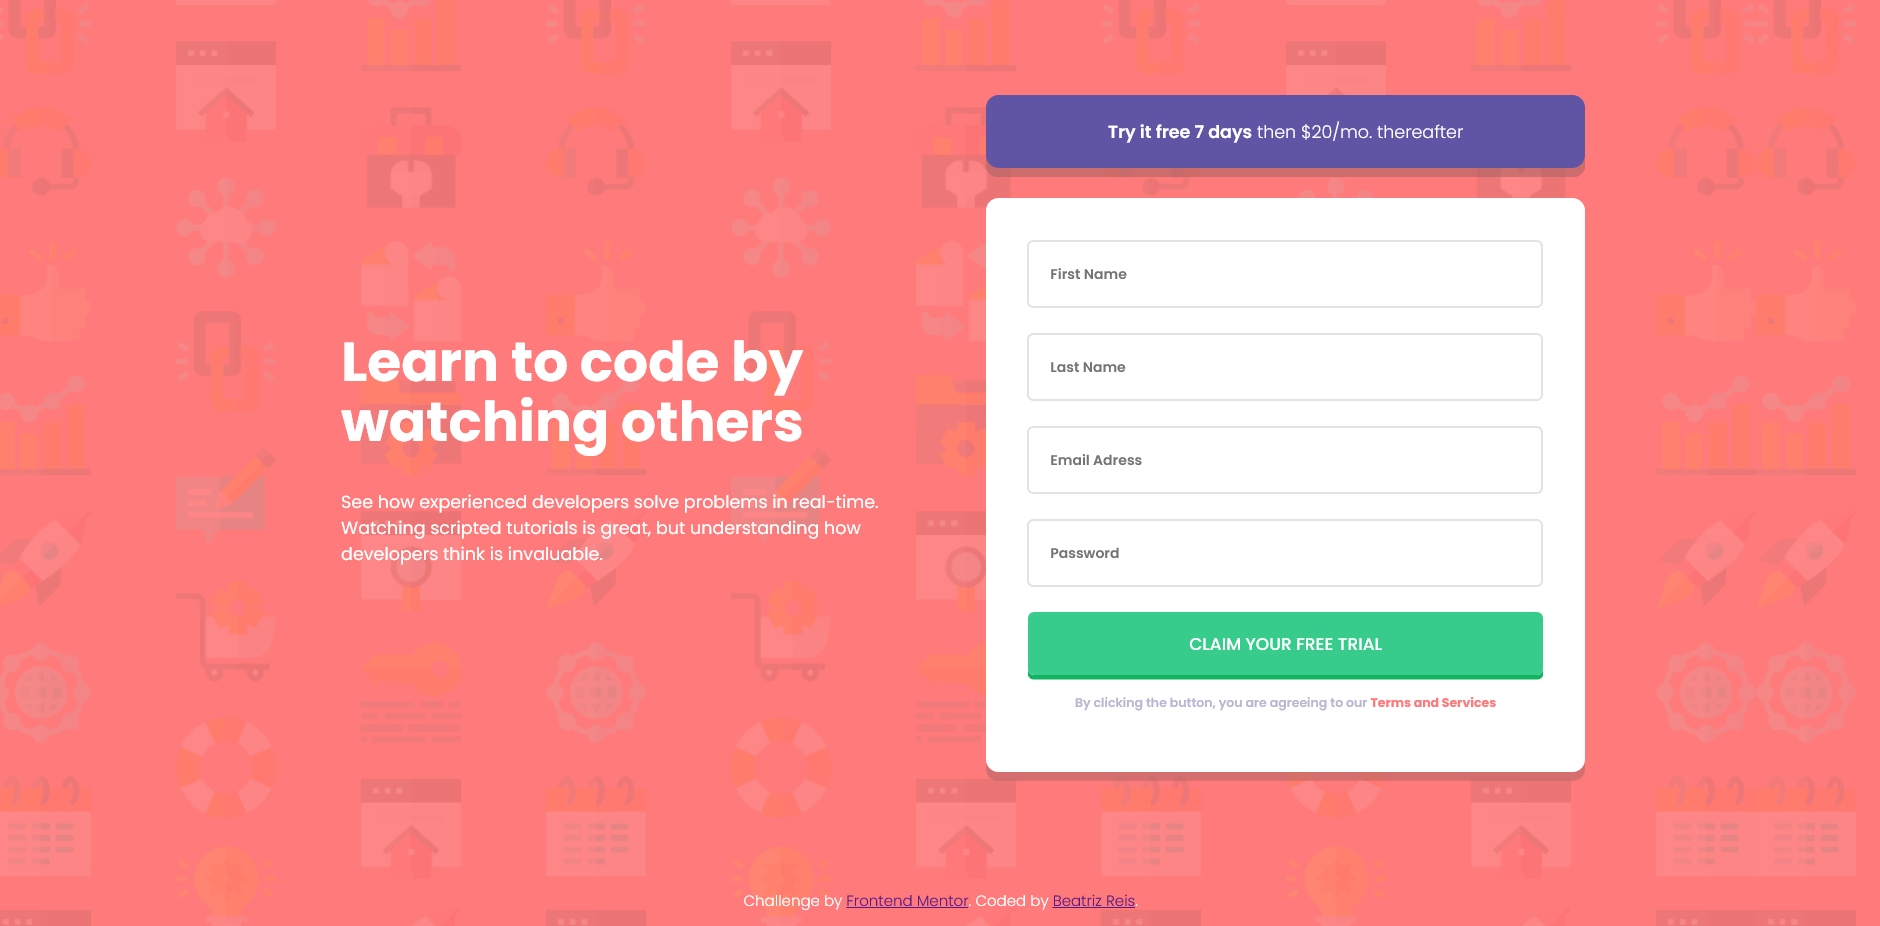 Learn to code by
watching others
See how experienced developers solve problems in real-time.
Watching scripted tutorials is great, but understanding how
developers think is invaluable.
Try it free 7 days then $20/mo. thereafter
First Name
Last Name
Email Adress
Password
CLAIM YOUR FREE TRIAL
By clicking the button, you are agreeing to our Terms and Services
Challenge by Frontend Mentor. Coded by Beatriz Reis.